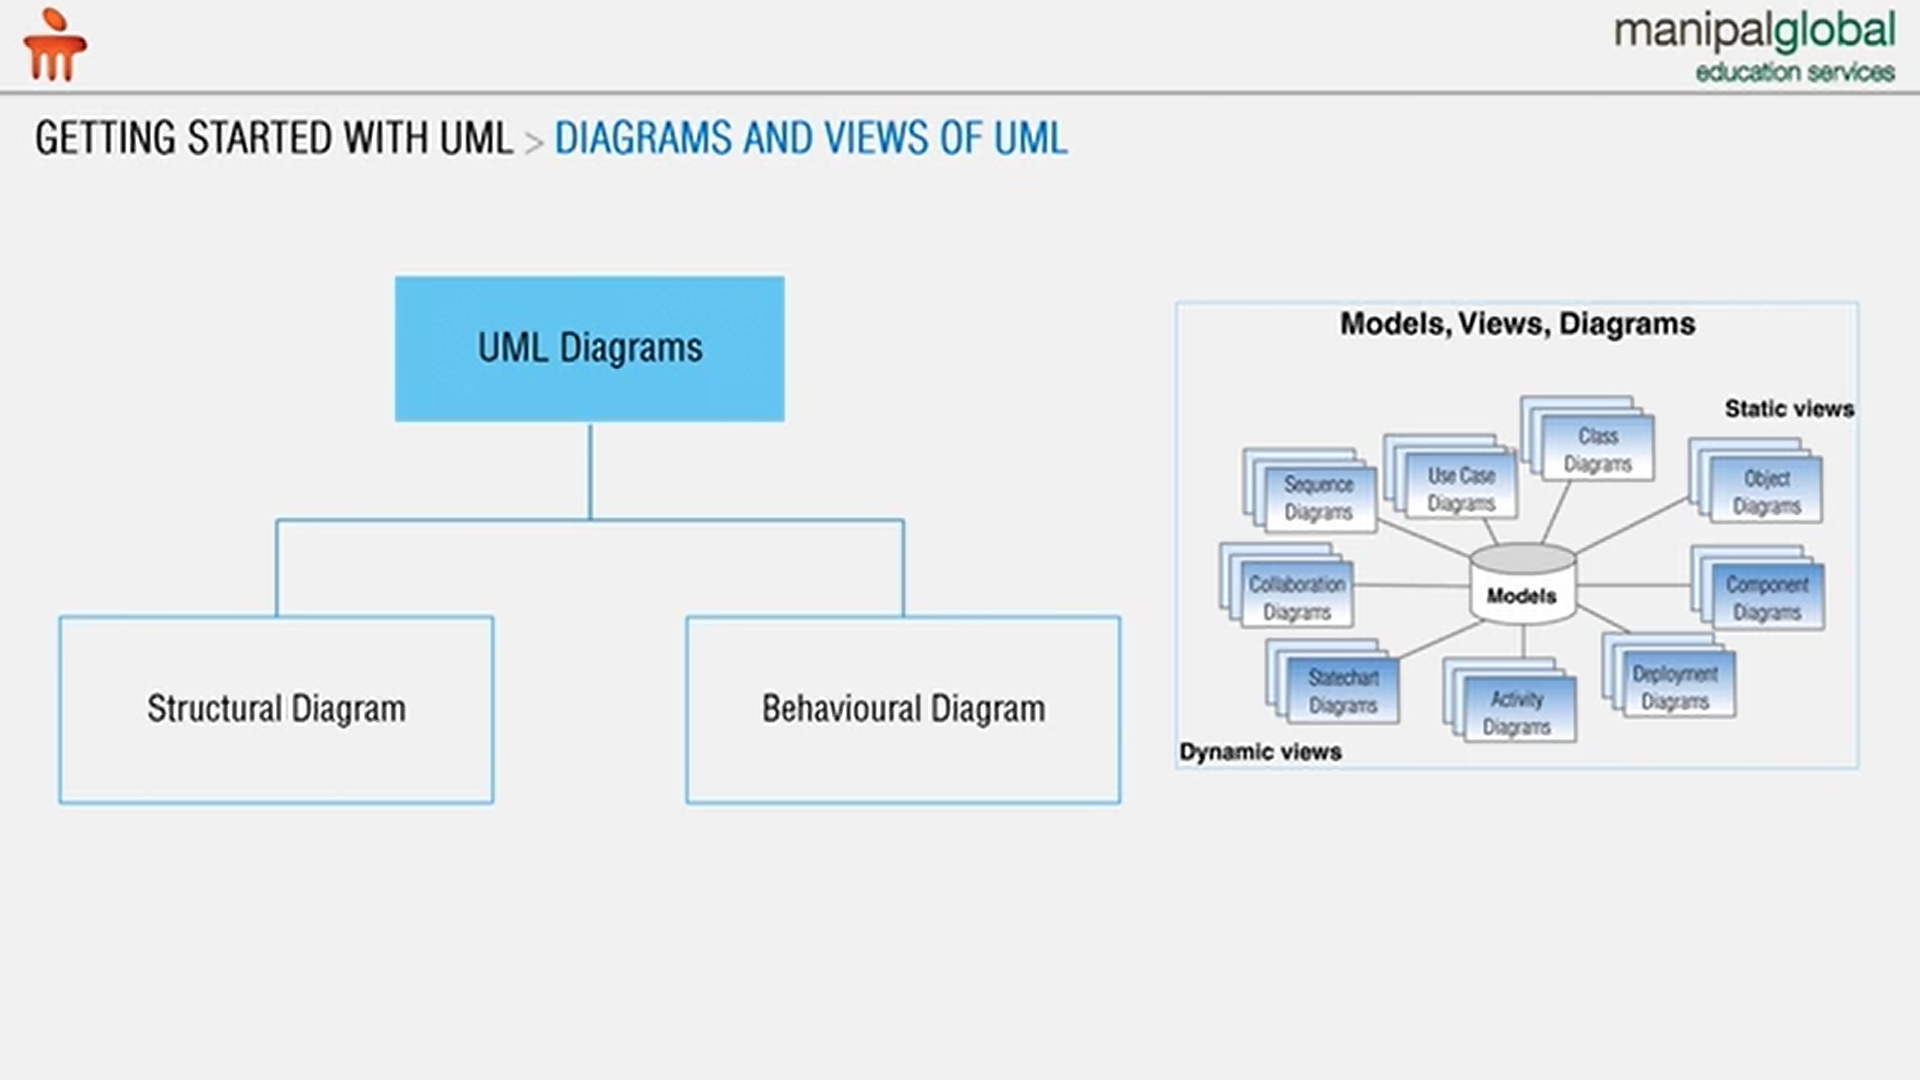 manipalglobal
education services
GETTING STARTED WITH UML > DIAGRAMS AND VIEWS OF UML
UML Diagrams
Structural Diagram
Behavioural Diagram
Models, Views, Diagrams
Static views
Class
Diagrams
Use Case
Diagrams
Sequence
Diagrams
Object
Diagrams
Collaboration
Diagrams
Models
Component
Diagrams
Statechart
Diagrams
Activity
Diagrams
Deployment
Diagrams
Dynamic views